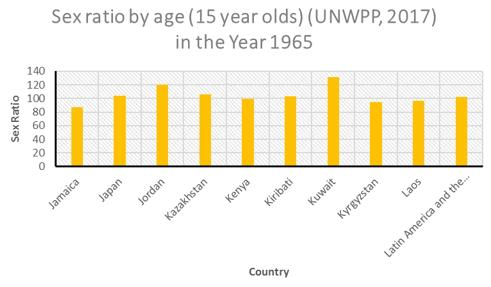 Sex ratio by age (15 year olds) (UNWPP, 2017)
in the Year 1965
Sex Ratio
140
120
100
80
60
40
20
0
Jamaica
Japan
Jordan
Kazakhstan
Kenya
Kiribati
Kuwait
Kyrgyzstan
Laos
Latin America and the...
Country